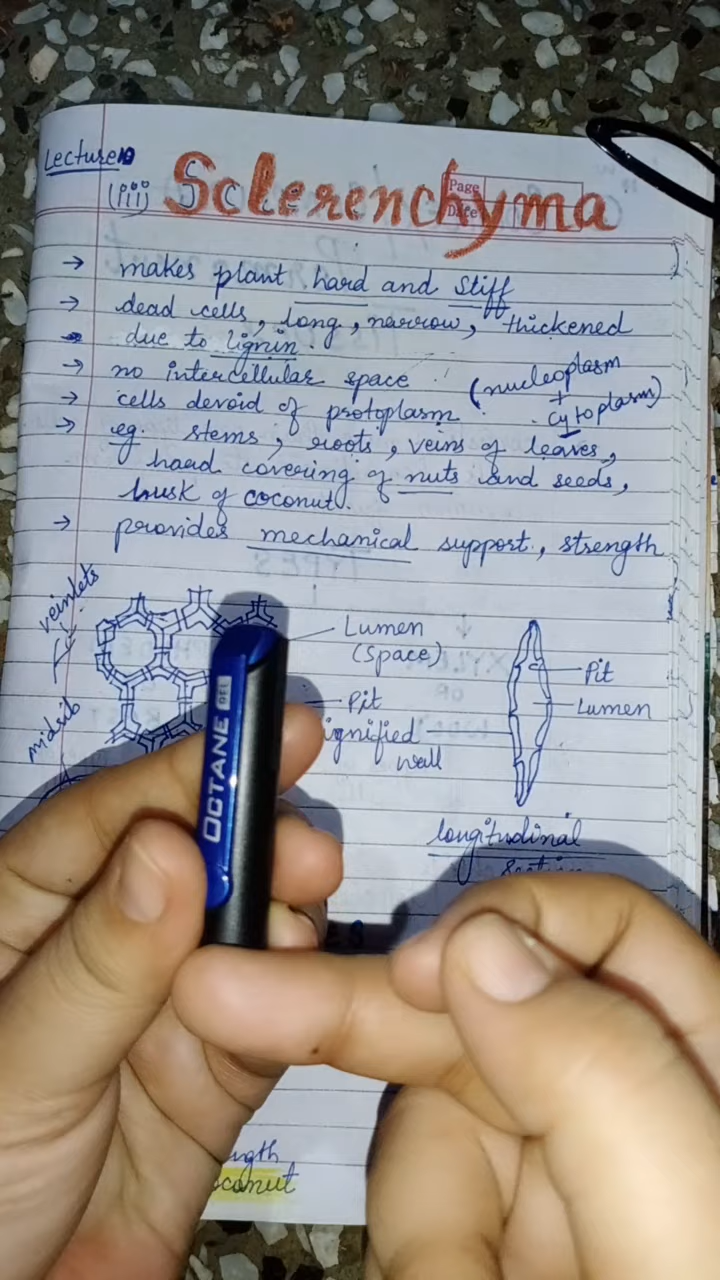 Lecture 10
(iii) Sclerenchyma
Page
Date
→ makes plant hard and stiff
→ dead cells, long, narrow, thickened
due to lignin.
→ no intercellular space
(nucleoplasm
+
cytoplasm)
→ cells devoid of protoplasm
→ eg. stems, roots, veins of leaves,
hard covering of nuts and seeds,
husk of coconut.
→ provides mechanical support, strength
veinlets
midrib
Lumen
(Space)
Pit
lignified
wall
Pit
Lumen
longitudinal
section
OCTANE
GEL